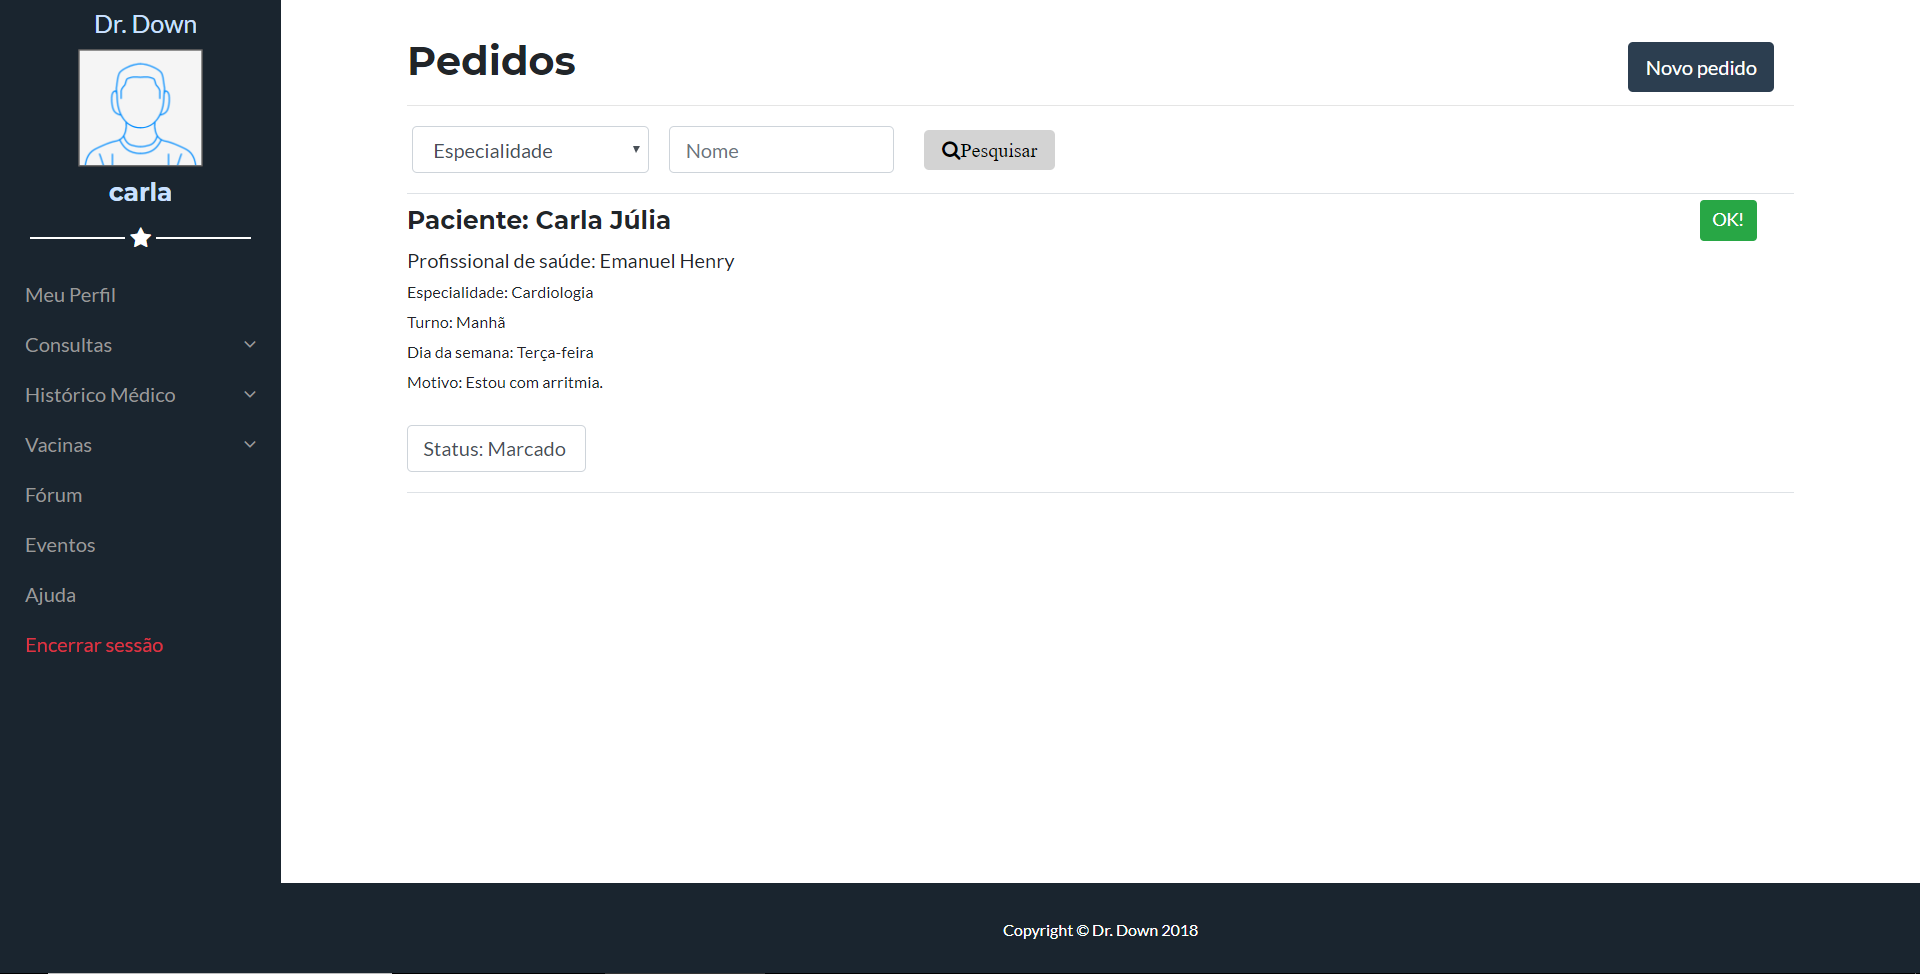 Dr. Down
carla
Meu Perfil
Consultas
Histórico Médico
Vacinas
Fórum
Eventos
Ajuda
Encerrar sessão
Pedidos
Novo pedido
Especialidade
Nome
Pesquisar
Paciente: Carla Júlia
OK!
Profissional de saúde: Emanuel Henry
Especialidade: Cardiologia
Turno: Manhã
Dia da semana: Terça-feira
Motivo: Estou com arritmia.
Status: Marcado
Copyright © Dr. Down 2018